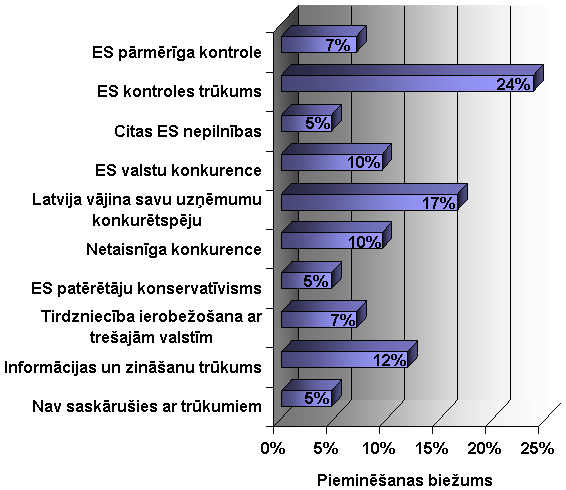 ES pārmērīga kontrole
7%
ES kontroles trūkums
24%
Citas ES nepilnības
5%
ES valstu konkurence
10%
Latvija vājina savu uzņēmumu
konkurētspēju
17%
Netaisnīga konkurence
10%
ES patērētāju konservatīvisms
5%
Tirdzniecība ierobežošana ar
trešajām valstīm
7%
Informācijas un zināšanu trūkums
12%
Nav saskārušies ar trūkumiem
5%
0% 5% 10% 15% 20% 25%
Pieminēšanas biežums